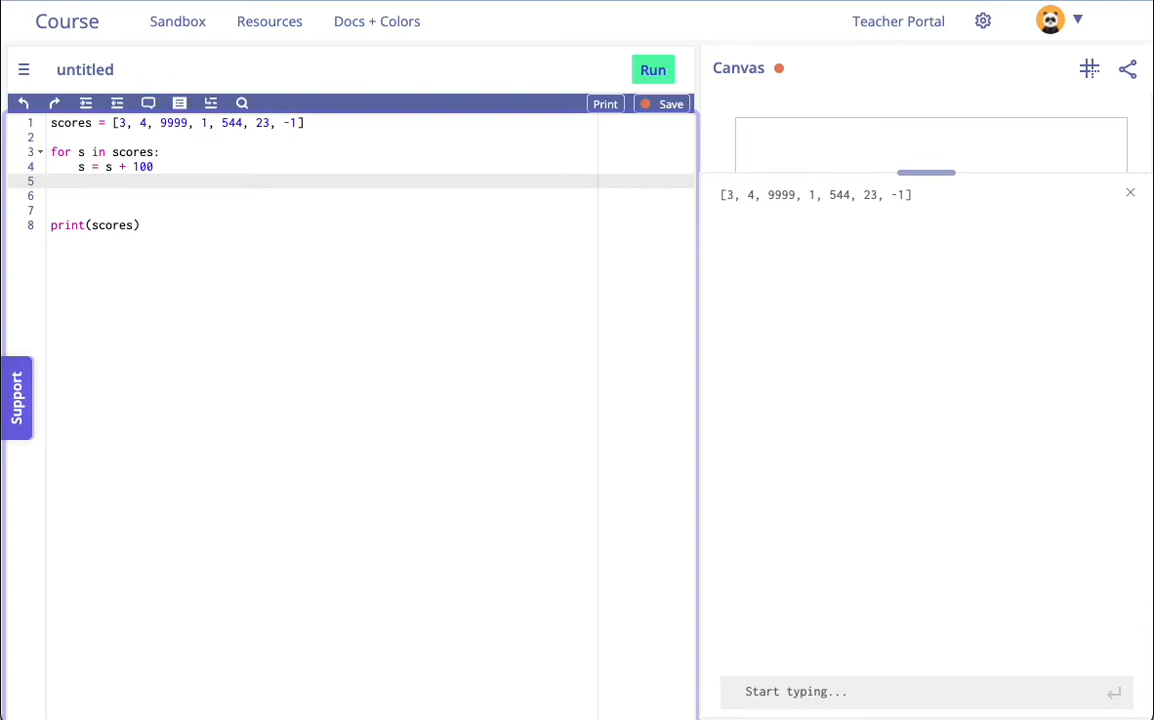 Course Sandbox Resources Docs + Colors Teacher Portal
untitled Run
Print Save
1 scores = [3, 4, 9999, 1, 544, 23, -1]
2
3 for s in scores:
4     s = s + 100
5
6
7
8 print(scores)
Support
Canvas
[3, 4, 9999, 1, 544, 23, -1]
Start typing...